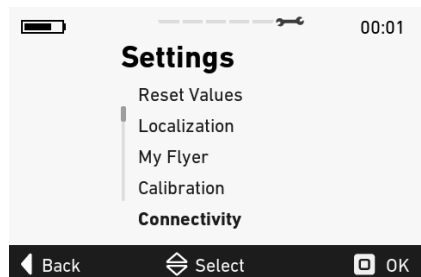 00:01
Settings
Reset Values
Localization
My Flyer
Calibration
Connectivity
Back Select OK